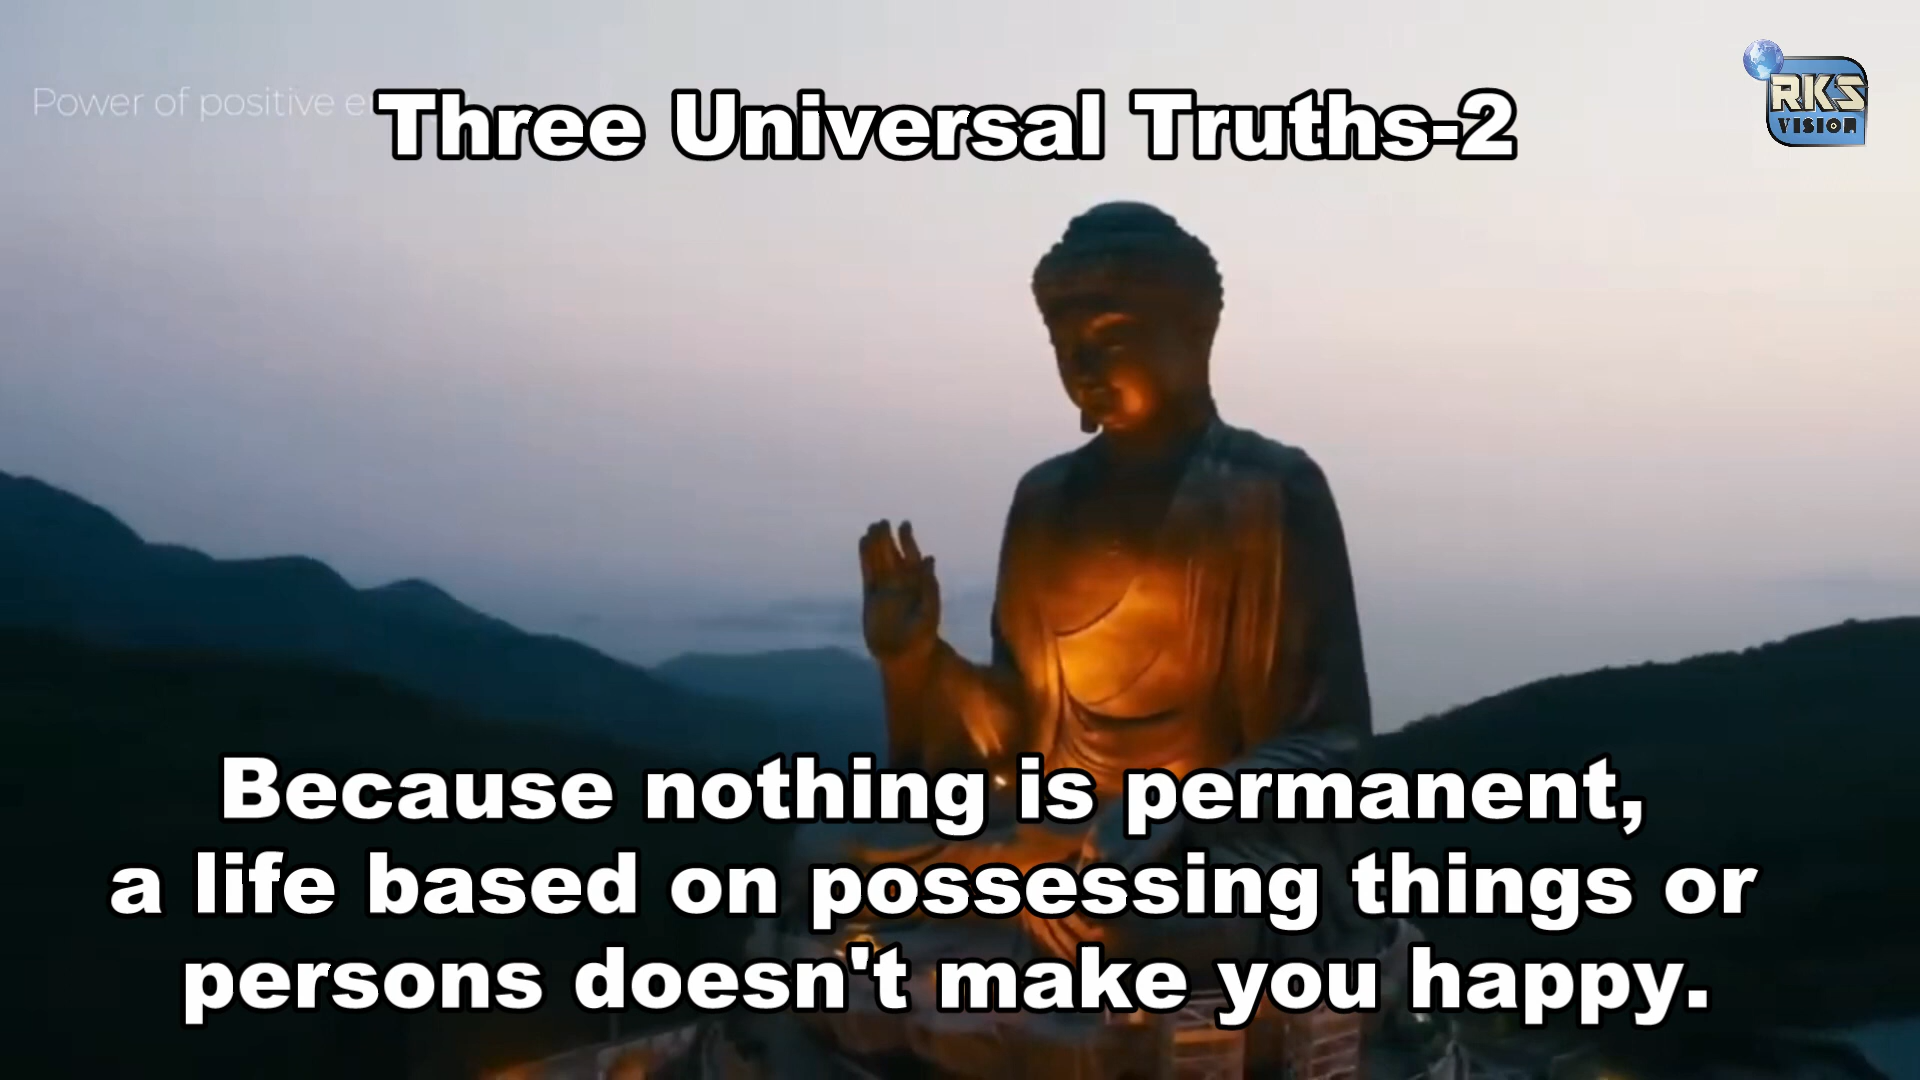 Power of positive e
Three Universal Truths-2
RKS
VISION
Because nothing is permanent,
a life based on possessing things or
persons doesn't make you happy.